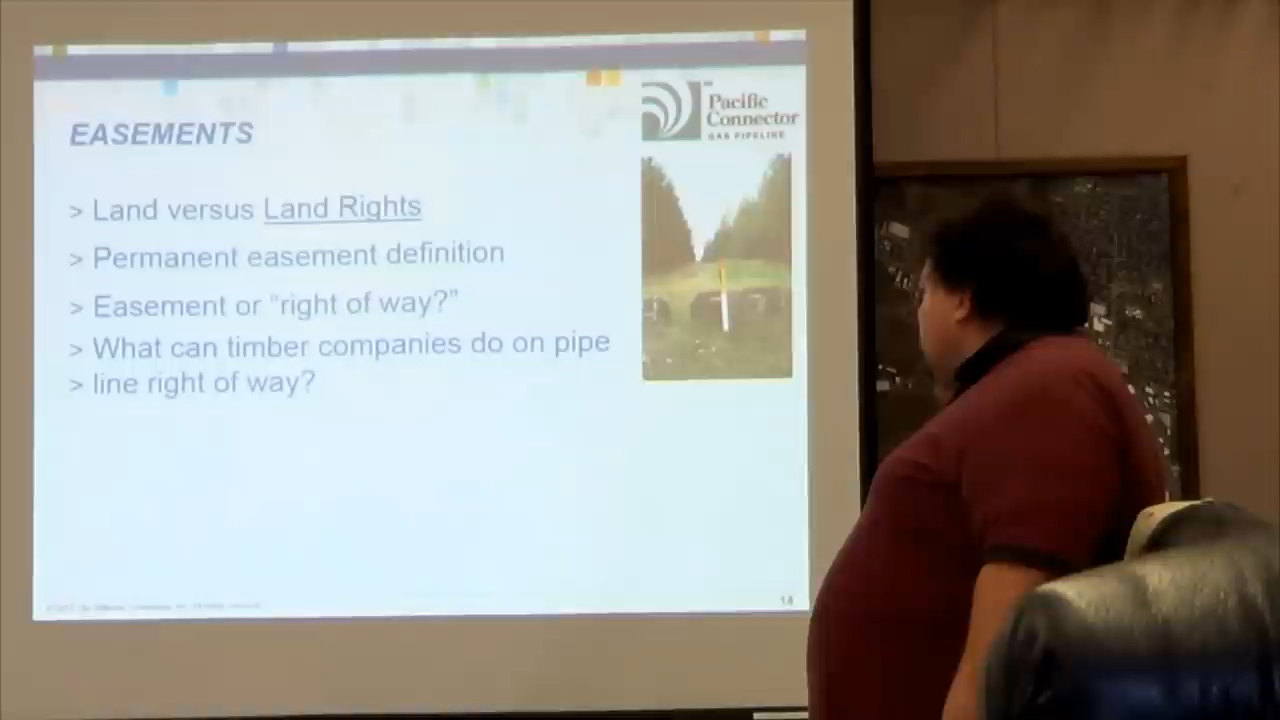 EASEMENTS
Pacific
Connector
GAS PIPELINE
> Land versus Land Rights
> Permanent easement definition
> Easement or “right of way?”
> What can timber companies do on pipe
> line right of way?
14